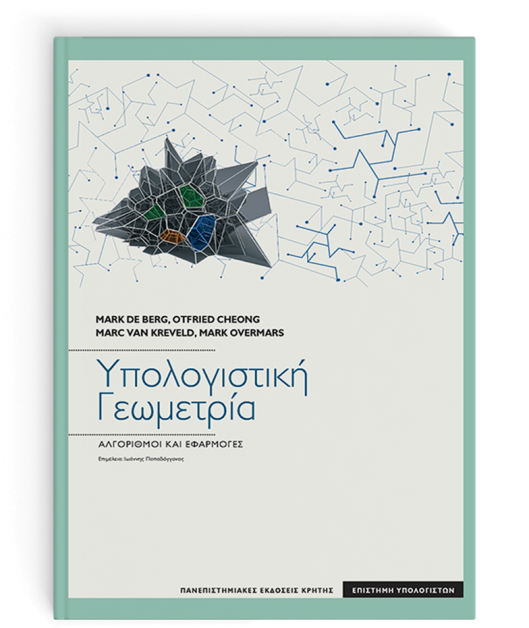 MARK DE BERG, OTFRIED CHEONG
MARC VAN KREVELD, MARK OVERMARS
Υπολογιστική
Γεωμετρία
ΑΛΓΟΡΙΘΜΟΙ ΚΑΙ ΕΦΑΡΜΟΓΕΣ
Επιμέλεια: Ιωάννης Παπαδόγγονας
ΠΑΝΕΠΙΣΤΗΜΙΑΚΕΣ ΕΚΔΟΣΕΙΣ ΚΡΗΤΗΣ
ΕΠΙΣΤΗΜΗ ΥΠΟΛΟΓΙΣΤΩΝ